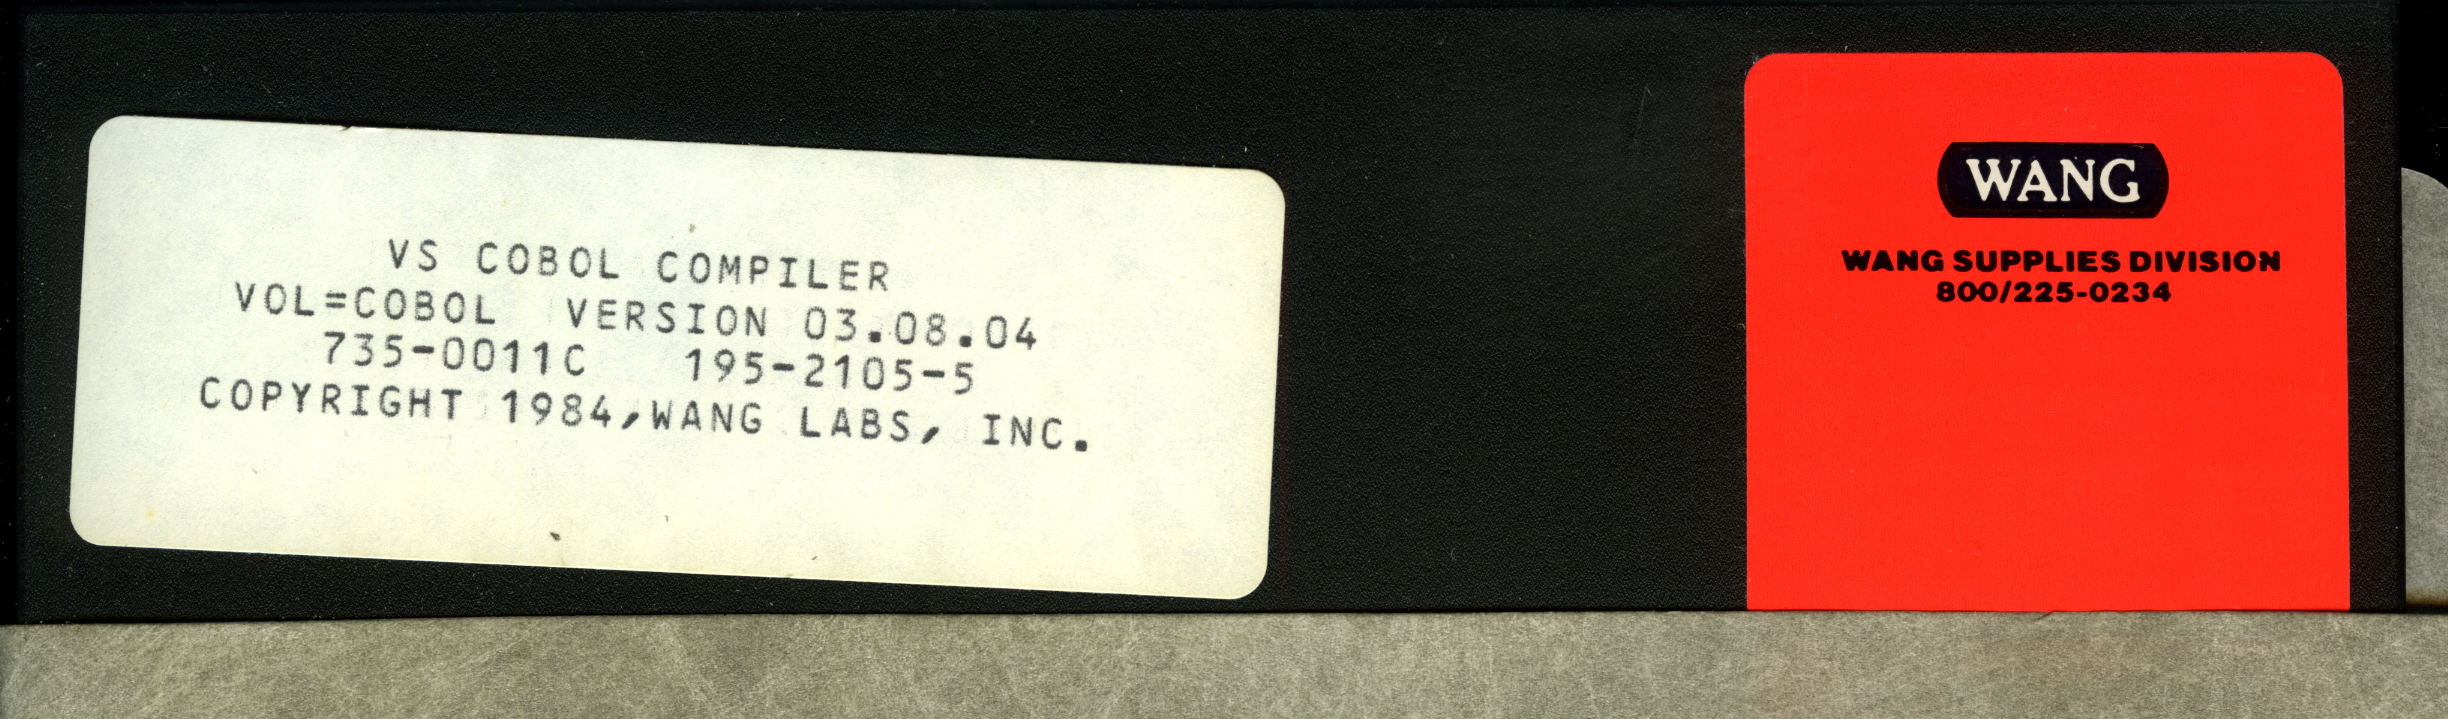 VS COBOL COMPILER
VOL=COBOL VERSION 03.08.04
735-0011C 195-2105-5
COPYRIGHT 1984,WANG LABS, INC.
WANG
WANG SUPPLIES DIVISION
800/225-0234